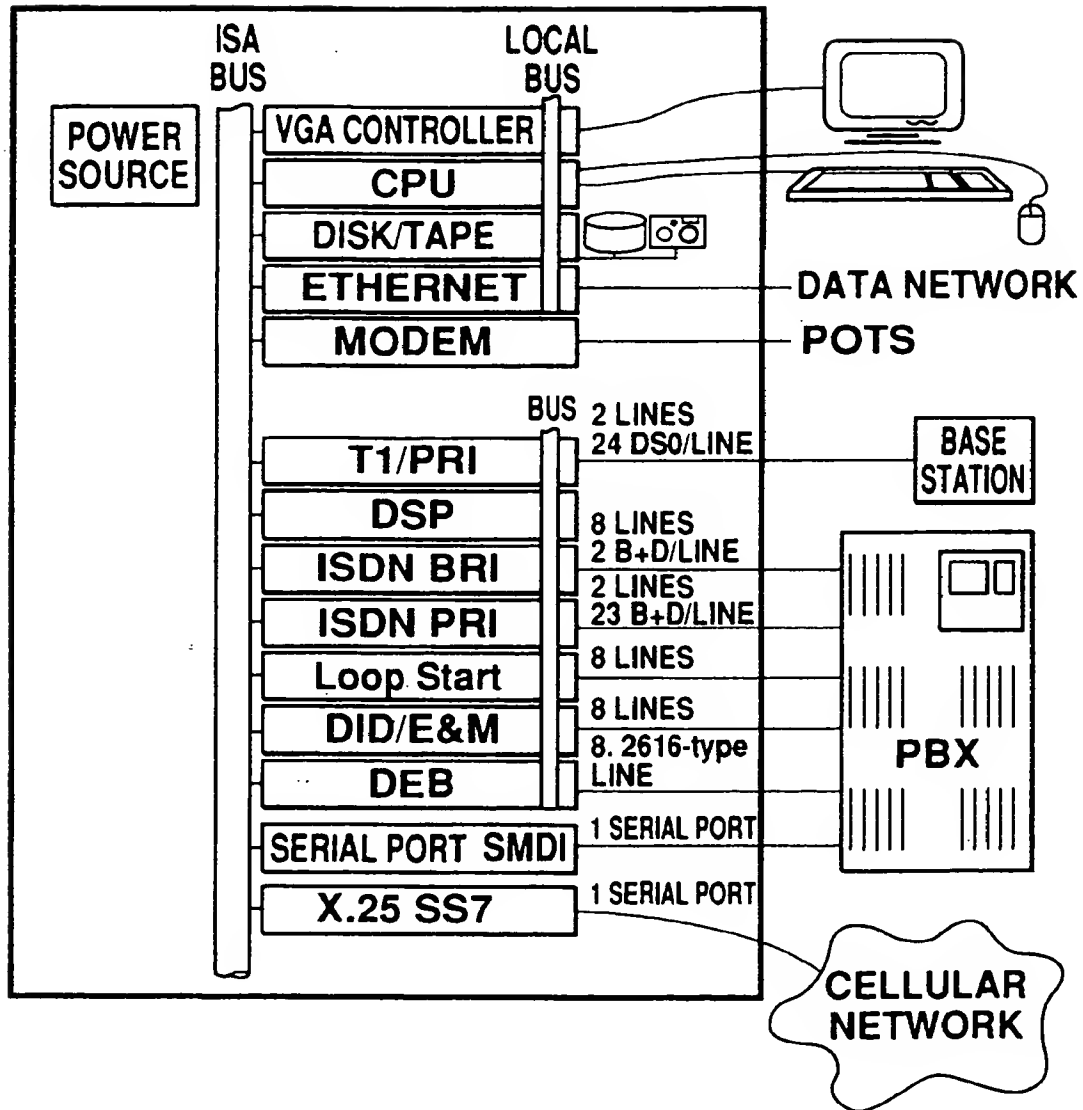 ISA
BUS
LOCAL
BUS
POWER
SOURCE
VGA CONTROLLER
CPU
DISK/TAPE
ETHERNET
DATA NETWORK
MODEM
POTS
BUS
2 LINES
24 DS0/LINE
T1/PRI
BASE
STATION
DSP
8 LINES
2 B+D/LINE
ISDN BRI
2 LINES
23 B+D/LINE
ISDN PRI
8 LINES
Loop Start
8 LINES
DID/E&M
8. 2616-type
LINE
DEB
PBX
1 SERIAL PORT
SERIAL PORT SMDI
1 SERIAL PORT
X.25 SS7
CELLULAR
NETWORK